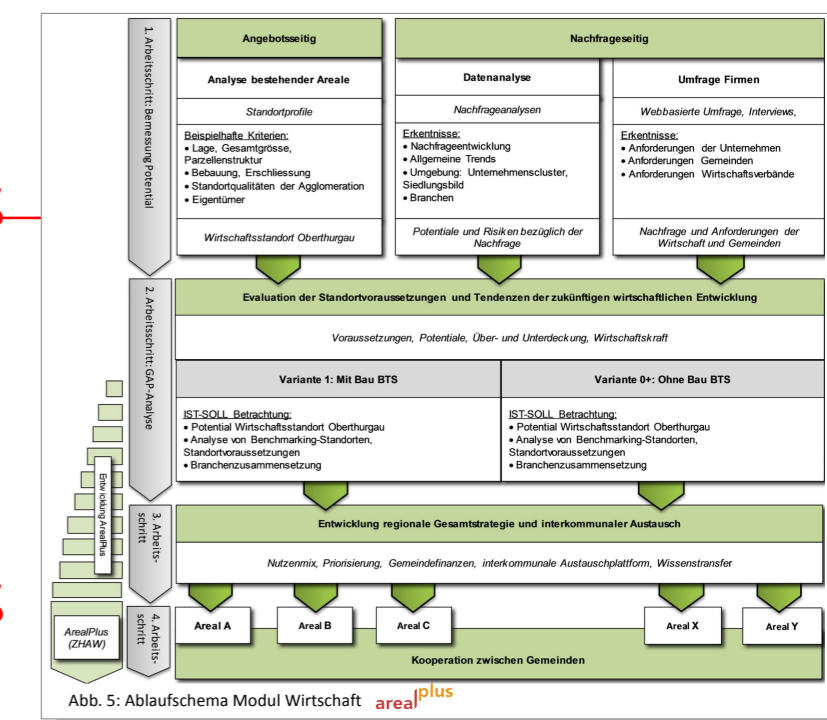 1. Arbeitsschritt: Bemessung Potential
Angebotsseitig
Nachfrageseitig
Analyse bestehender Areale
Standortprofile
Beispielhafte Kriterien:
• Lage, Gesamtgrösse,
Parzellenstruktur
• Bebauung, Erschliessung
• Standortqualitäten der Agglomeration
• Eigentümer
Wirtschaftsstandort Oberthurgau
Datenanalyse
Nachfrageanalysen
Erkentnisse:
• Nachfrageentwicklung
• Allgemeine Trends
• Umgebung: Unternehmenscluster,
Siedlungsbild
• Branchen
Potentiale und Risiken bezüglich der
Nachfrage
Umfrage Firmen
Webbasierte Umfrage, Interviews,
Erkentnisse:
• Anforderungen der Unternehmen
• Anforderungen Gemeinden
• Anforderungen Wirtschaftsverbände
Nachfrage und Anforderungen der
Wirtschaft und Gemeinden
2. Arbeitsschritt: GAP-Analyse
Evaluation der Standortvoraussetzungen und Tendenzen der zukünftigen wirtschaftlichen Entwicklung
Voraussetzungen, Potentiale, Über- und Unterdeckung, Wirtschaftskraft
Variante 1: Mit Bau BTS
IST-SOLL Betrachtung:
• Potential Wirtschaftsstandort Oberthurgau
• Analyse von Benchmarking-Standorten,
Standortvoraussetzungen
• Branchenzusammensetzung
Variante 0+: Ohne Bau BTS
IST-SOLL Betrachtung:
• Potential Wirtschaftsstandort Oberthurgau
• Analyse von Benchmarking-Standorten,
Standortvoraussetzungen
• Branchenzusammensetzung
Entwicklung ArealPlus
3. Arbeits-
schritt
Entwicklung regionale Gesamtstrategie und interkommunaler Austausch
Nutzenmix, Priorisierung, Gemeindefinanzen, interkommunale Austauschplattform, Wissenstransfer
ArealPlus
(ZHAW)
4. Arbeits-
schritt
Areal A
Areal B
Areal C
Areal X
Areal Y
Kooperation zwischen Gemeinden
Abb. 5: Ablaufschema Modul Wirtschaft
arealplus